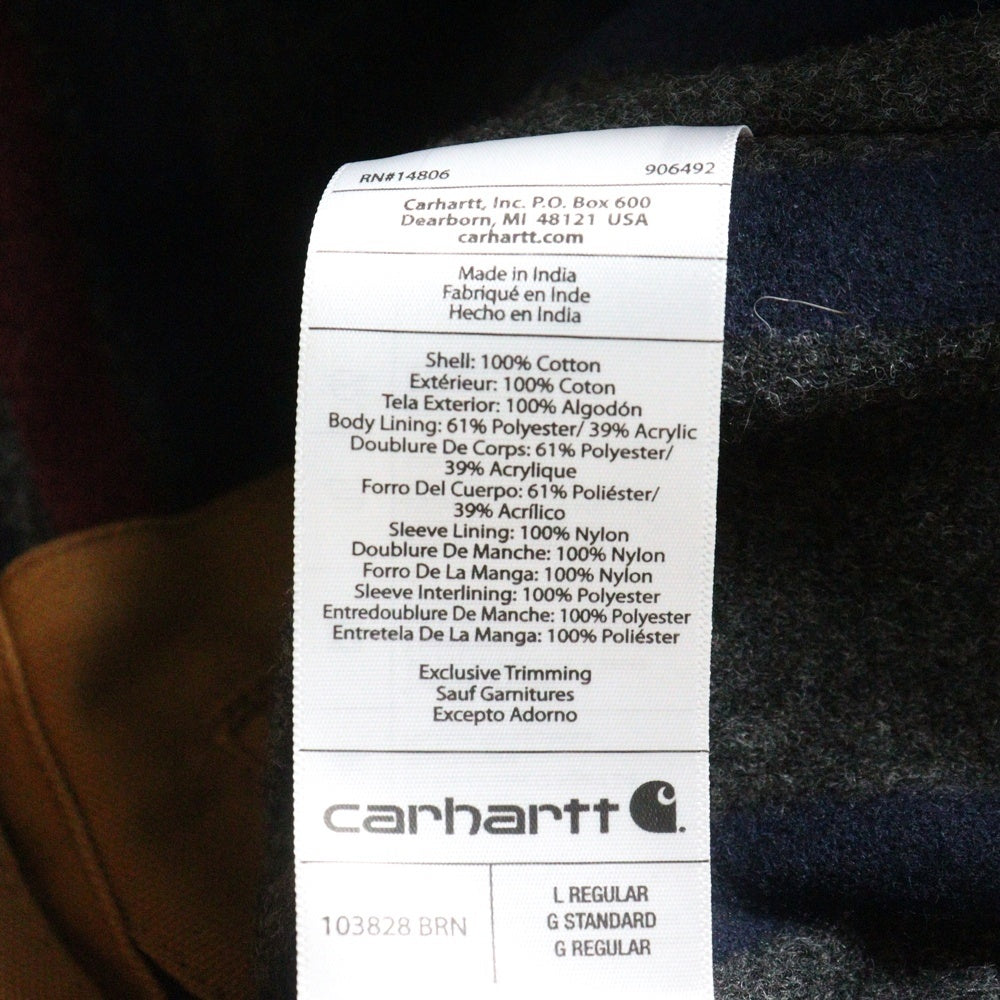 RN#14806 906492
Carhartt, Inc. P.O. Box 600
Dearborn, MI 48121 USA
carhartt.com
Made in India
Fabriqué en Inde
Hecho en India
Shell: 100% Cotton
Extérieur: 100% Coton
Tela Exterior: 100% Algodón
Body Lining: 61% Polyester/ 39% Acrylic
Doublure De Corps: 61% Polyester/
39% Acrylique
Forro Del Cuerpo: 61% Poliéster/
39% Acrílico
Sleeve Lining: 100% Nylon
Doublure De Manche: 100% Nylon
Forro De La Manga: 100% Nylon
Sleeve Interlining: 100% Polyester
Entredoublure De Manche: 100% Polyester
Entretela De La Manga: 100% Poliéster
Exclusive Trimming
Sauf Garnitures
Excepto Adorno
carhartt
103828 BRN
L REGULAR
G STANDARD
G REGULAR